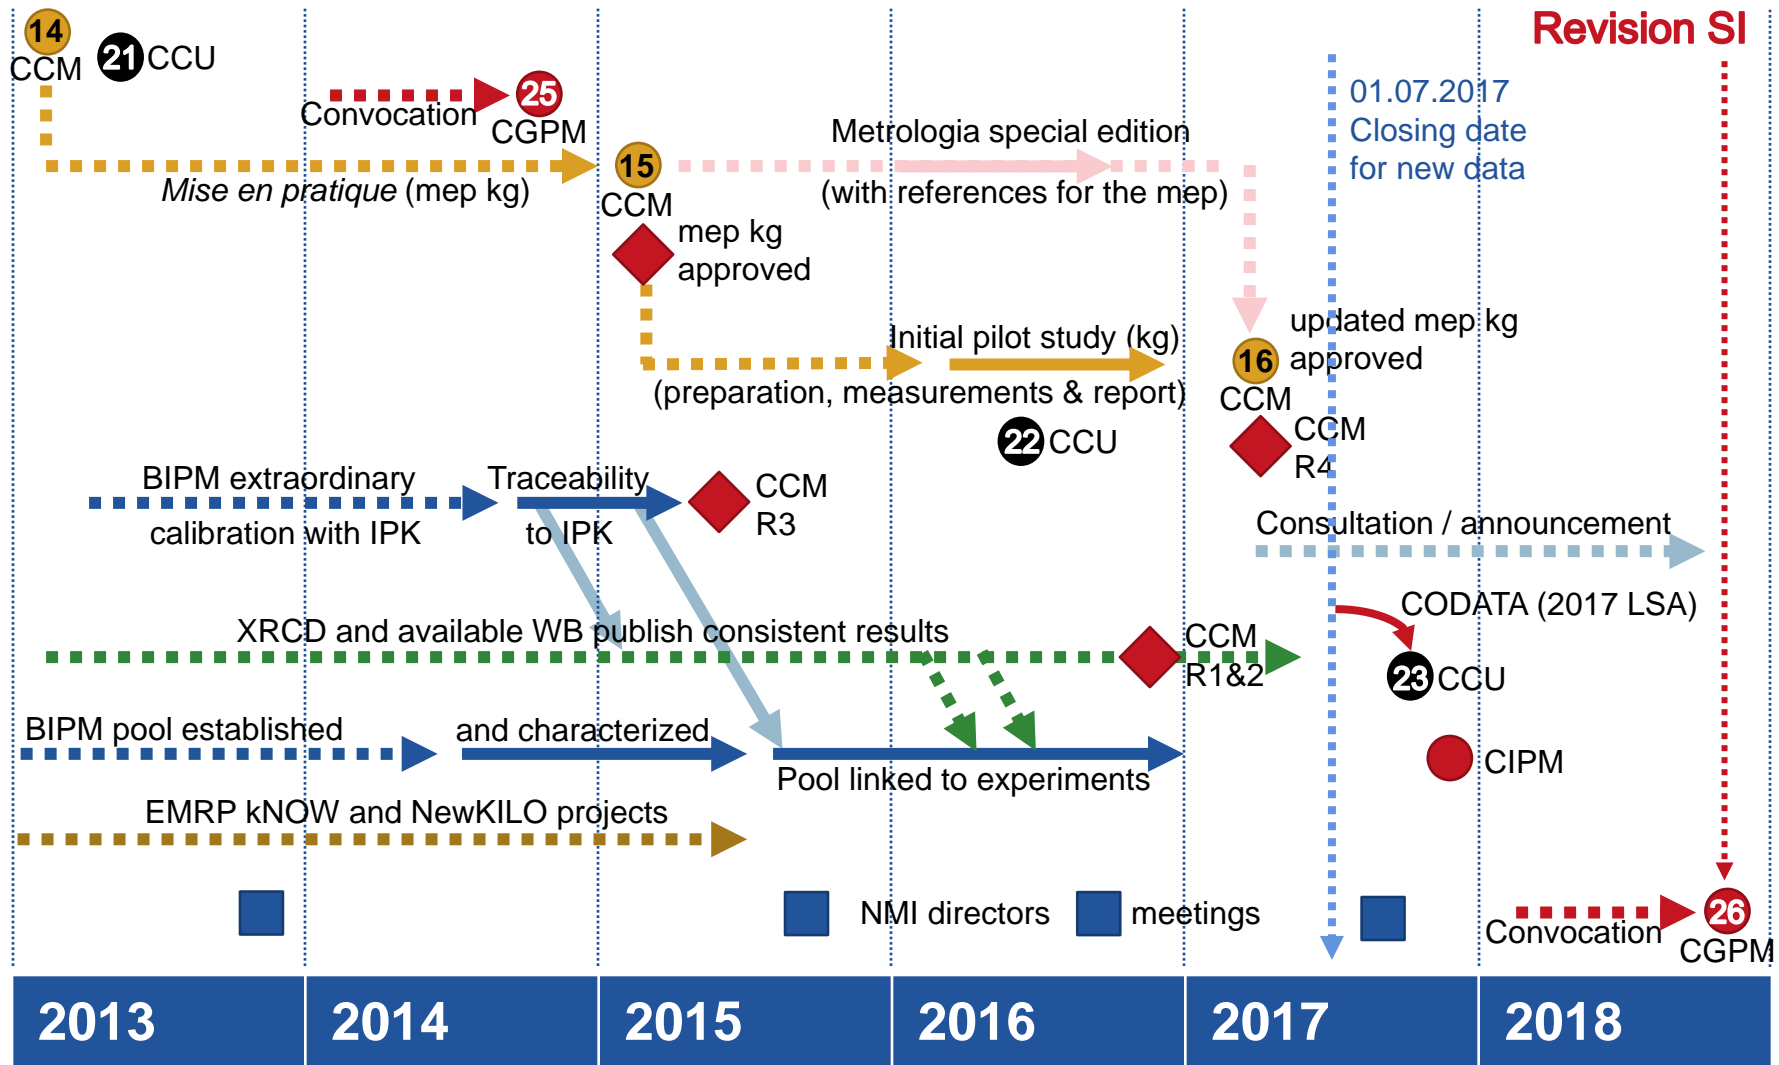 14
CCM
21 CCU
Convocation
25
CGPM
Revision SI
01.07.2017
Closing date
for new data
Mise en pratique (mep kg)
15
CCM
mep kg
approved
Metrologia special edition
(with references for the mep)
Initial pilot study (kg)
(preparation, measurements & report)
updated mep kg
approved
16
CCM
22 CCU
CCM
R4
BIPM extraordinary
calibration with IPK
Traceability
to IPK
CCM
R3
Consultation / announcement
CODATA (2017 LSA)
XRCD and available WB publish consistent results
CCM
R1&2
23 CCU
BIPM pool established
and characterized
Pool linked to experiments
CIPM
EMRP kNOW and NewKILO projects
NMI directors
meetings
Convocation
26
CGPM
2013
2014
2015
2016
2017
2018